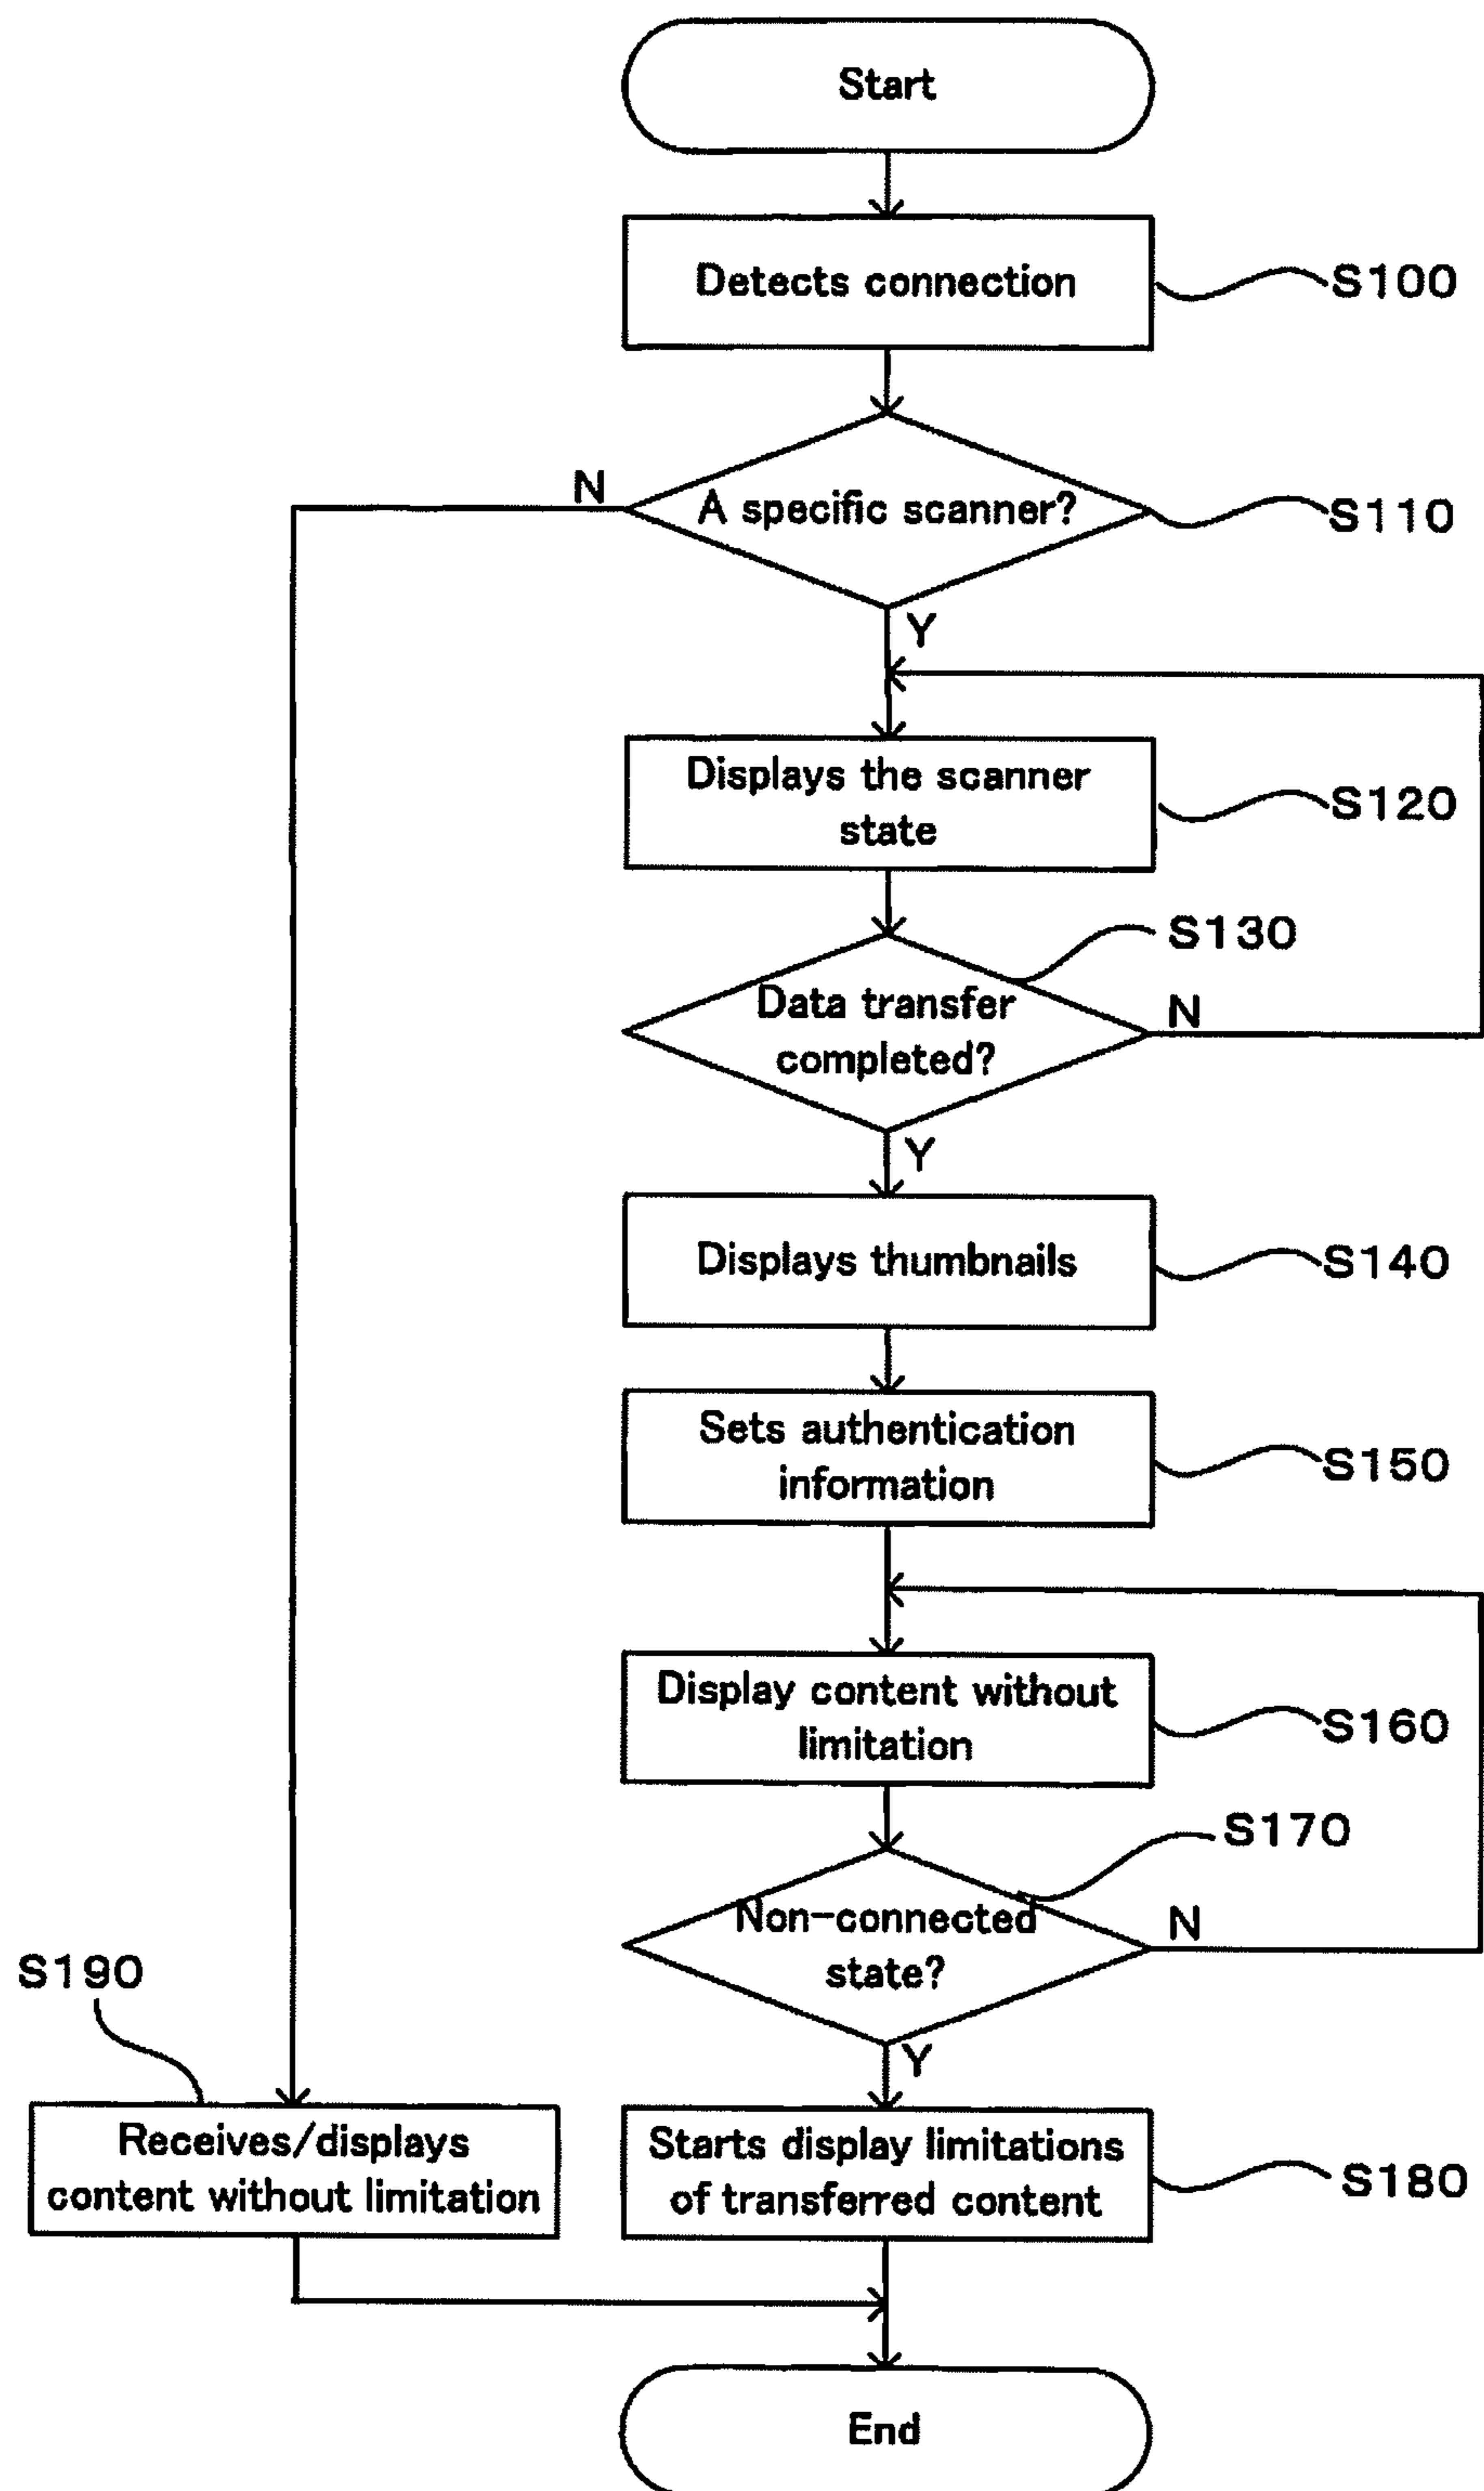 Start
Detects connection
S100
N
A specific scanner?
S110
Y
Displays the scanner
state
S120
S130
Data transfer
completed?
N
Y
Displays thumbnails
S140
Sets authentication
information
S150
Display content without
limitation
S160
S170
Non-connected
state?
N
S190
Y
Receives/displays
content without limitation
Starts display limitations
of transferred content
S180
End